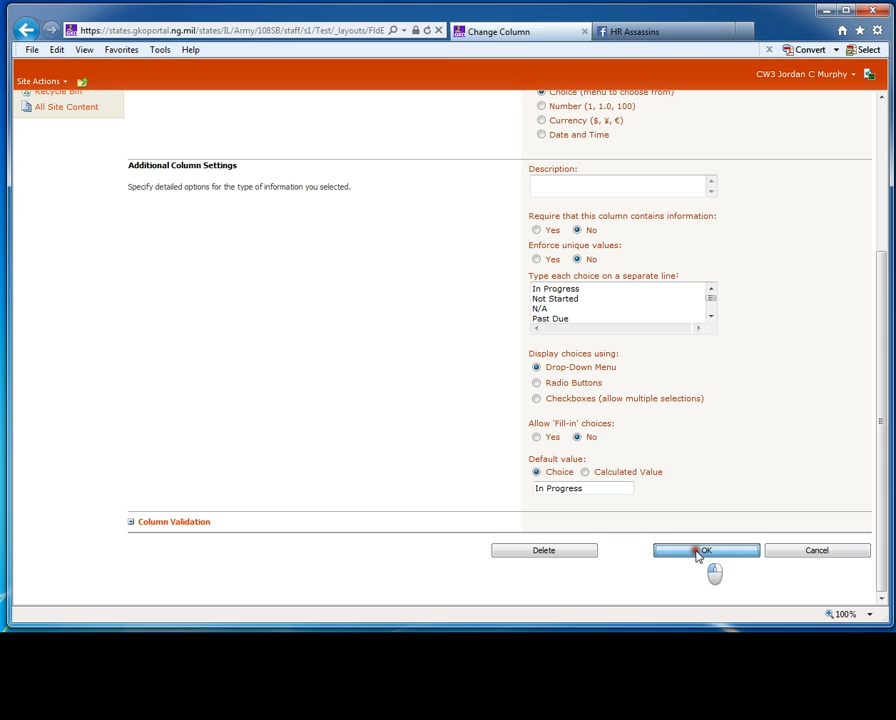 https://states.gkoportal.ng.mil/states/IL/Army/108SB/staff/s1/Test/_layouts/FldE
Change Column
HR Assassins
File Edit View Favorites Tools Help
Convert Select
Site Actions
CW3 Jordan C Murphy
Recycle Bin
All Site Content
Choice (menu to choose from)
Number (1, 1.0, 100)
Currency ($, ¥, €)
Date and Time
Additional Column Settings
Specify detailed options for the type of information you selected.
Description:
Require that this column contains information:
Yes No
Enforce unique values:
Yes No
Type each choice on a separate line:
In Progress
Not Started
N/A
Past Due
Display choices using:
Drop-Down Menu
Radio Buttons
Checkboxes (allow multiple selections)
Allow 'Fill-in' choices:
Yes No
Default value:
Choice Calculated Value
In Progress
Column Validation
Delete OK Cancel
100%